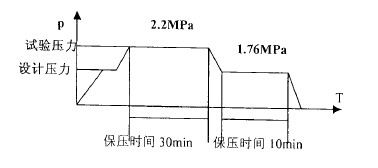 p
2.2MPa
试验压力
1.76MPa
设计压力
T
保压时间 30min
保压时间 10min